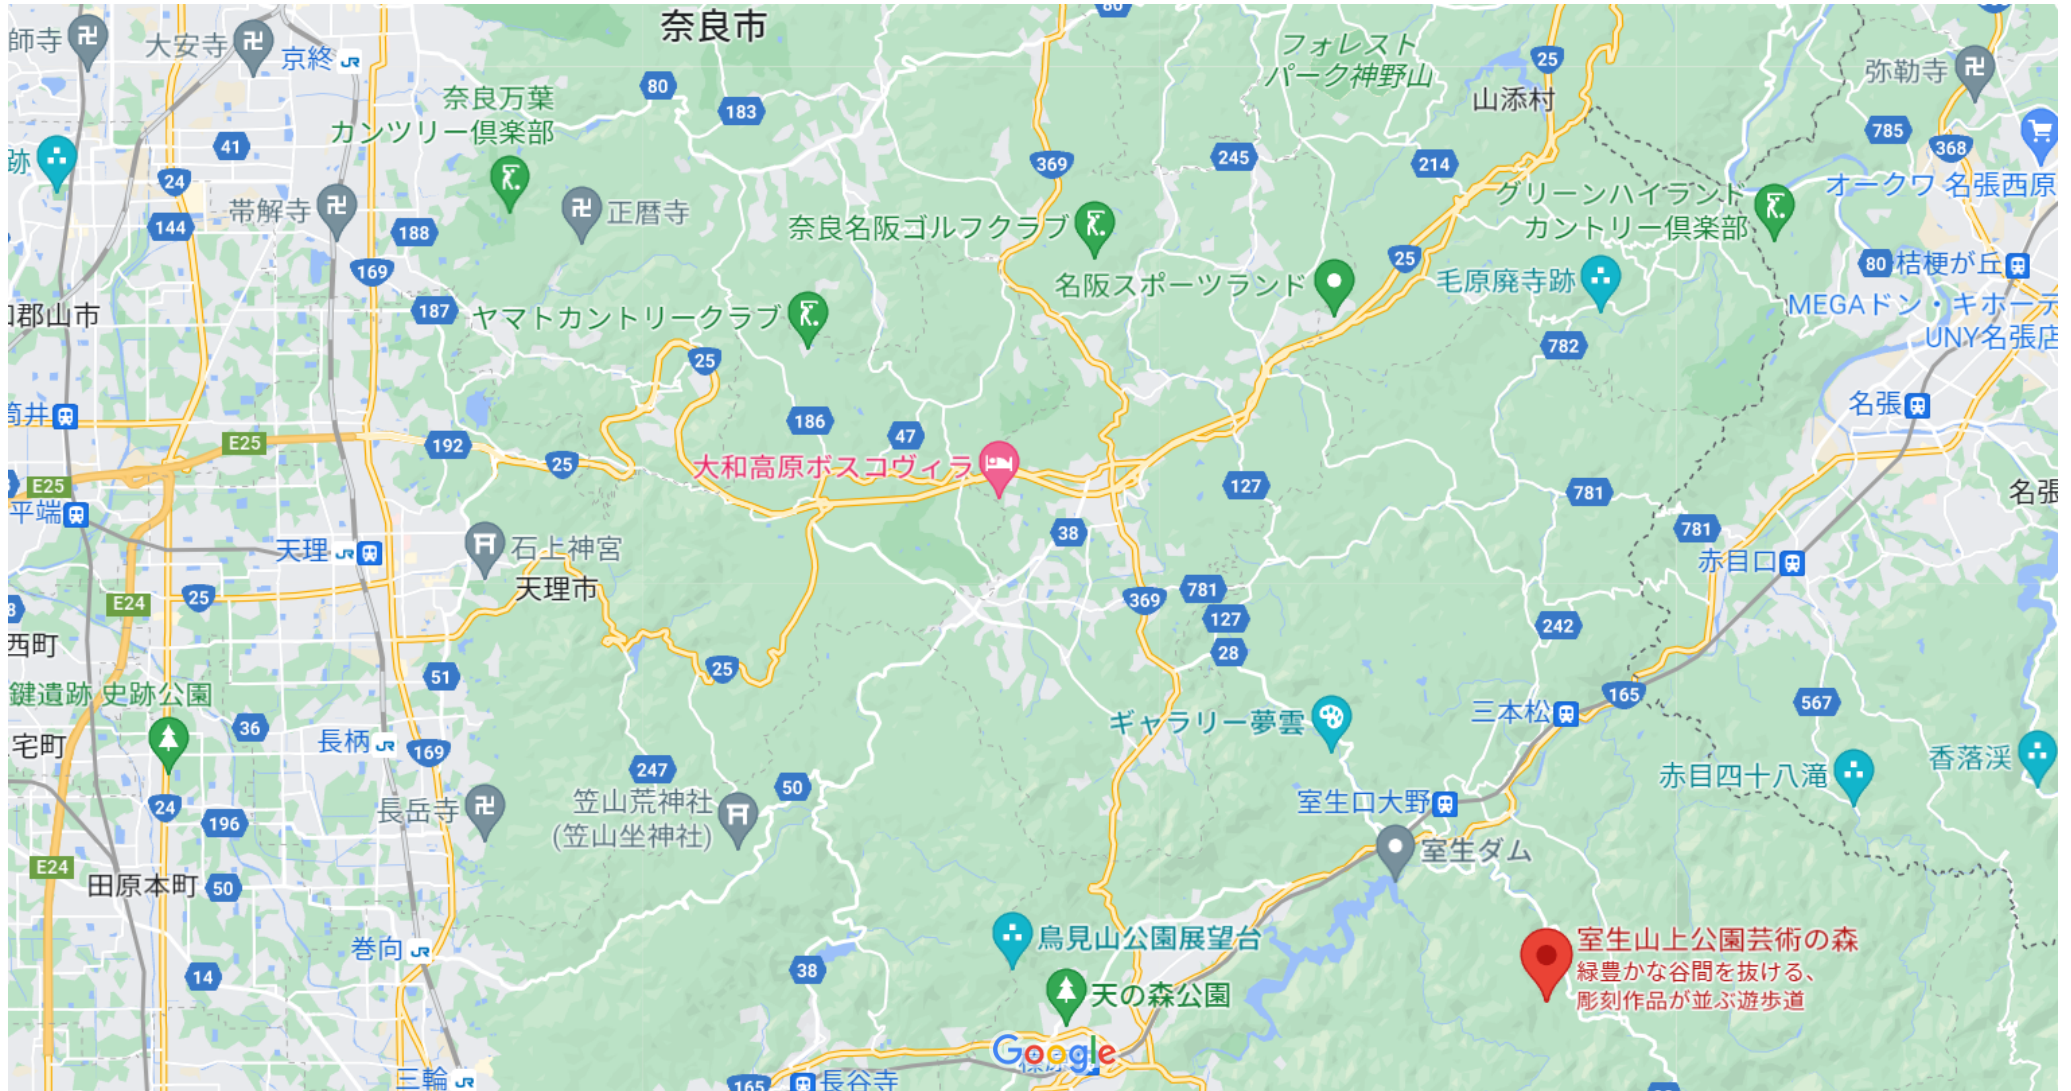 奈良市
師寺
大安寺
京終
JR
80
フォレスト
パーク神野山
25
山添村
弥勒寺
奈良万葉
カンツリー倶楽部
80
183
41
785
368
跡
24
369
245
214
オークワ 名張西原
グリーンハイランド
カントリー倶楽部
帯解寺
144
188
正暦寺
奈良名阪ゴルフクラブ
169
25
80
桔梗が丘
名阪スポーツランド
毛原廃寺跡
187
ヤマトカントリークラブ
郡山市
MEGAドン・キホーテ
UNY名張店
782
25
名張
筒井
E25
192
186
47
25
大和高原ボスコヴィラ
E25
127
781
名張
平端
38
781
天理
JR
石上神宮
天理市
赤目口
E24
25
369
781
127
28
242
西町
51
25
165
鍵遺跡 史跡公園
三本松
567
36
ギャラリー夢雲
宅町
長柄
JR
169
247
50
赤目四十八滝
香落渓
24
196
長岳寺
笠山荒神社
(笠山坐神社)
室生口大野
室生ダム
E24
田原本町
50
巻向
JR
14
38
鳥見山公園展望台
室生山上公園芸術の森
緑豊かな谷間を抜ける、
彫刻作品が並ぶ遊歩道
天の森公園
Google
三輪
JR
165
長谷寺